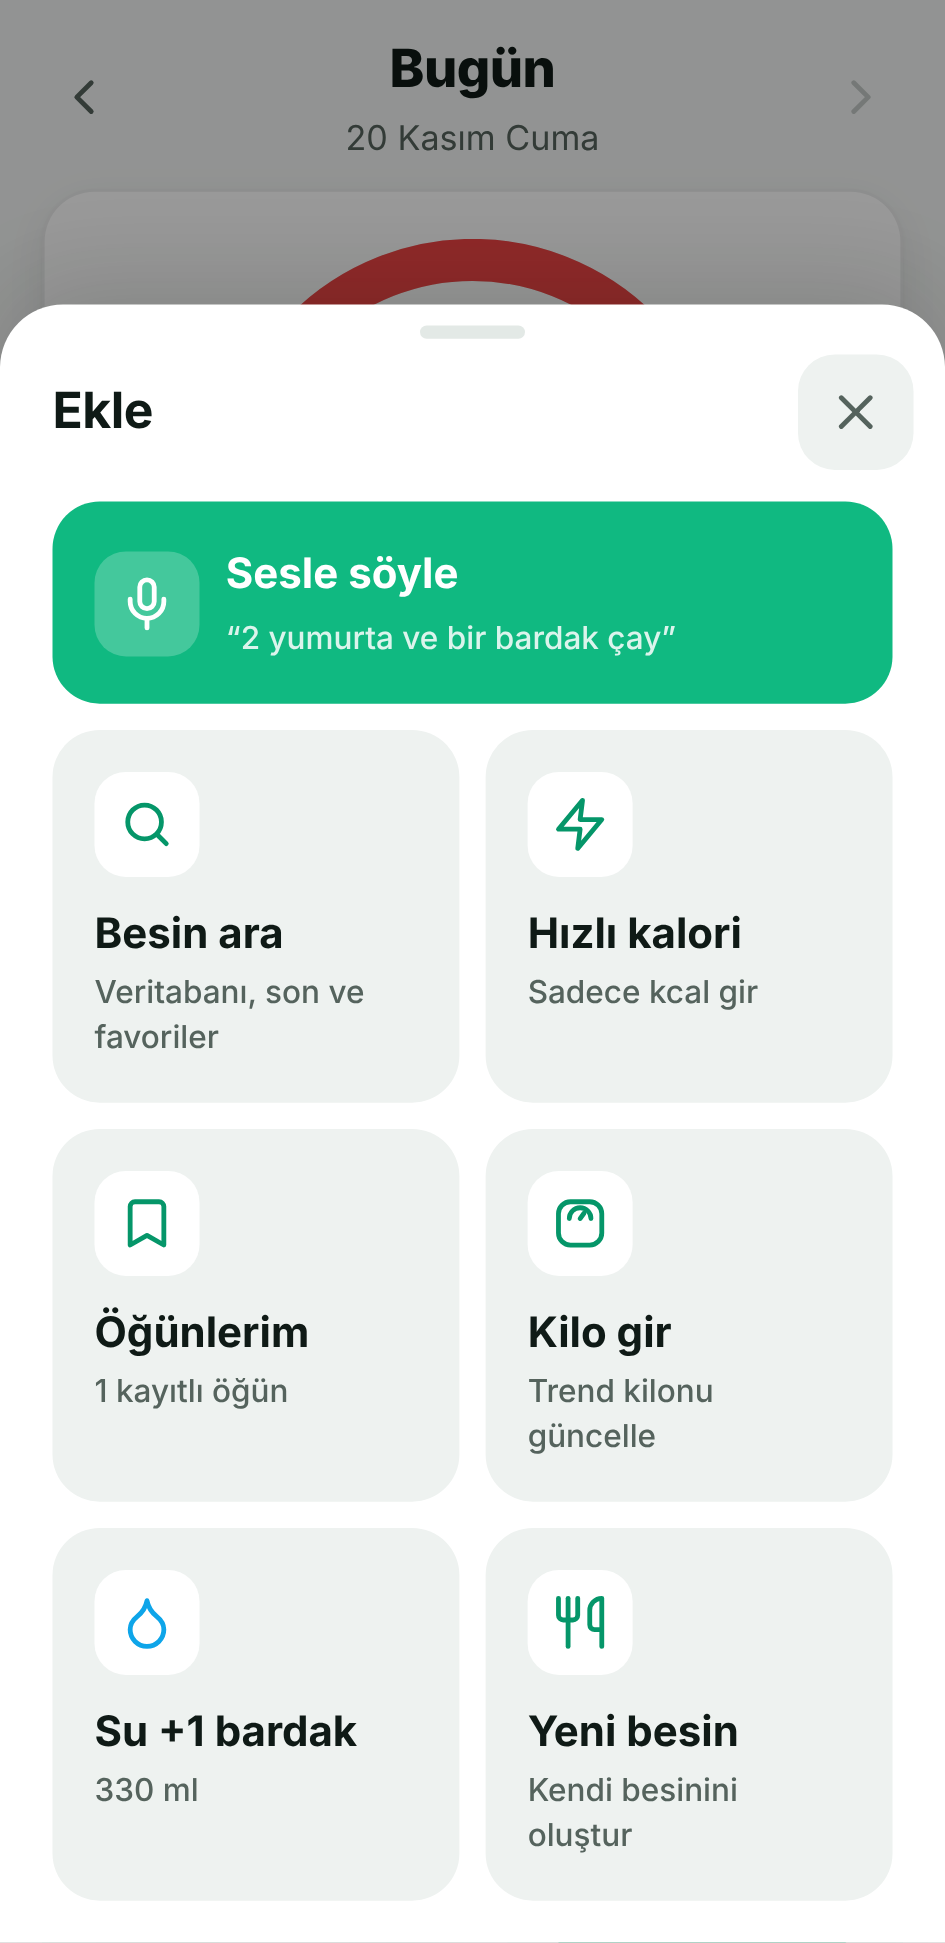 Bugün
20 Kasım Cuma
Ekle
Sesle söyle
“2 yumurta ve bir bardak çay”
Besin ara
Veritabanı, son ve
favoriler
Hızlı kalori
Sadece kcal gir
Öğünlerim
1 kayıtlı öğün
Kilo gir
Trend kilonu
güncelle
Su +1 bardak
330 ml
Yeni besin
Kendi besinini
oluştur